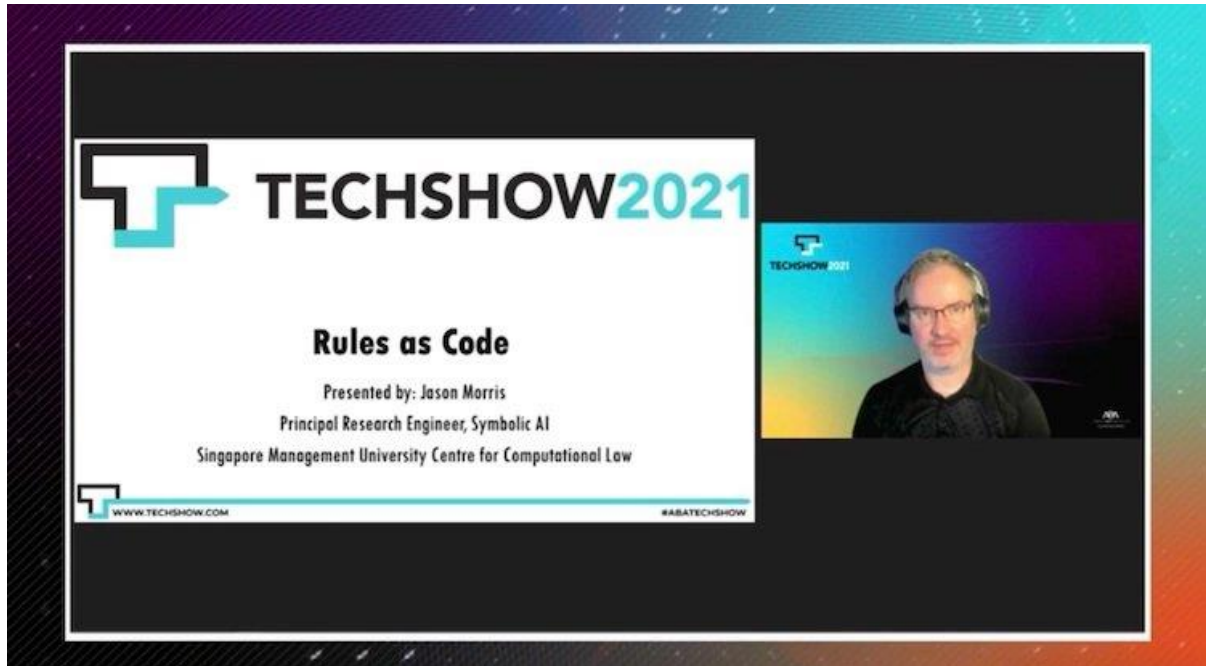 TECHSHOW2021
Rules as Code
Presented by: Jason Morris
Principal Research Engineer, Symbolic AI
Singapore Management University Centre for Computational Law
WWW.TECHSHOW.COM
#ABATECHSHOW
TECHSHOW2021
ABA